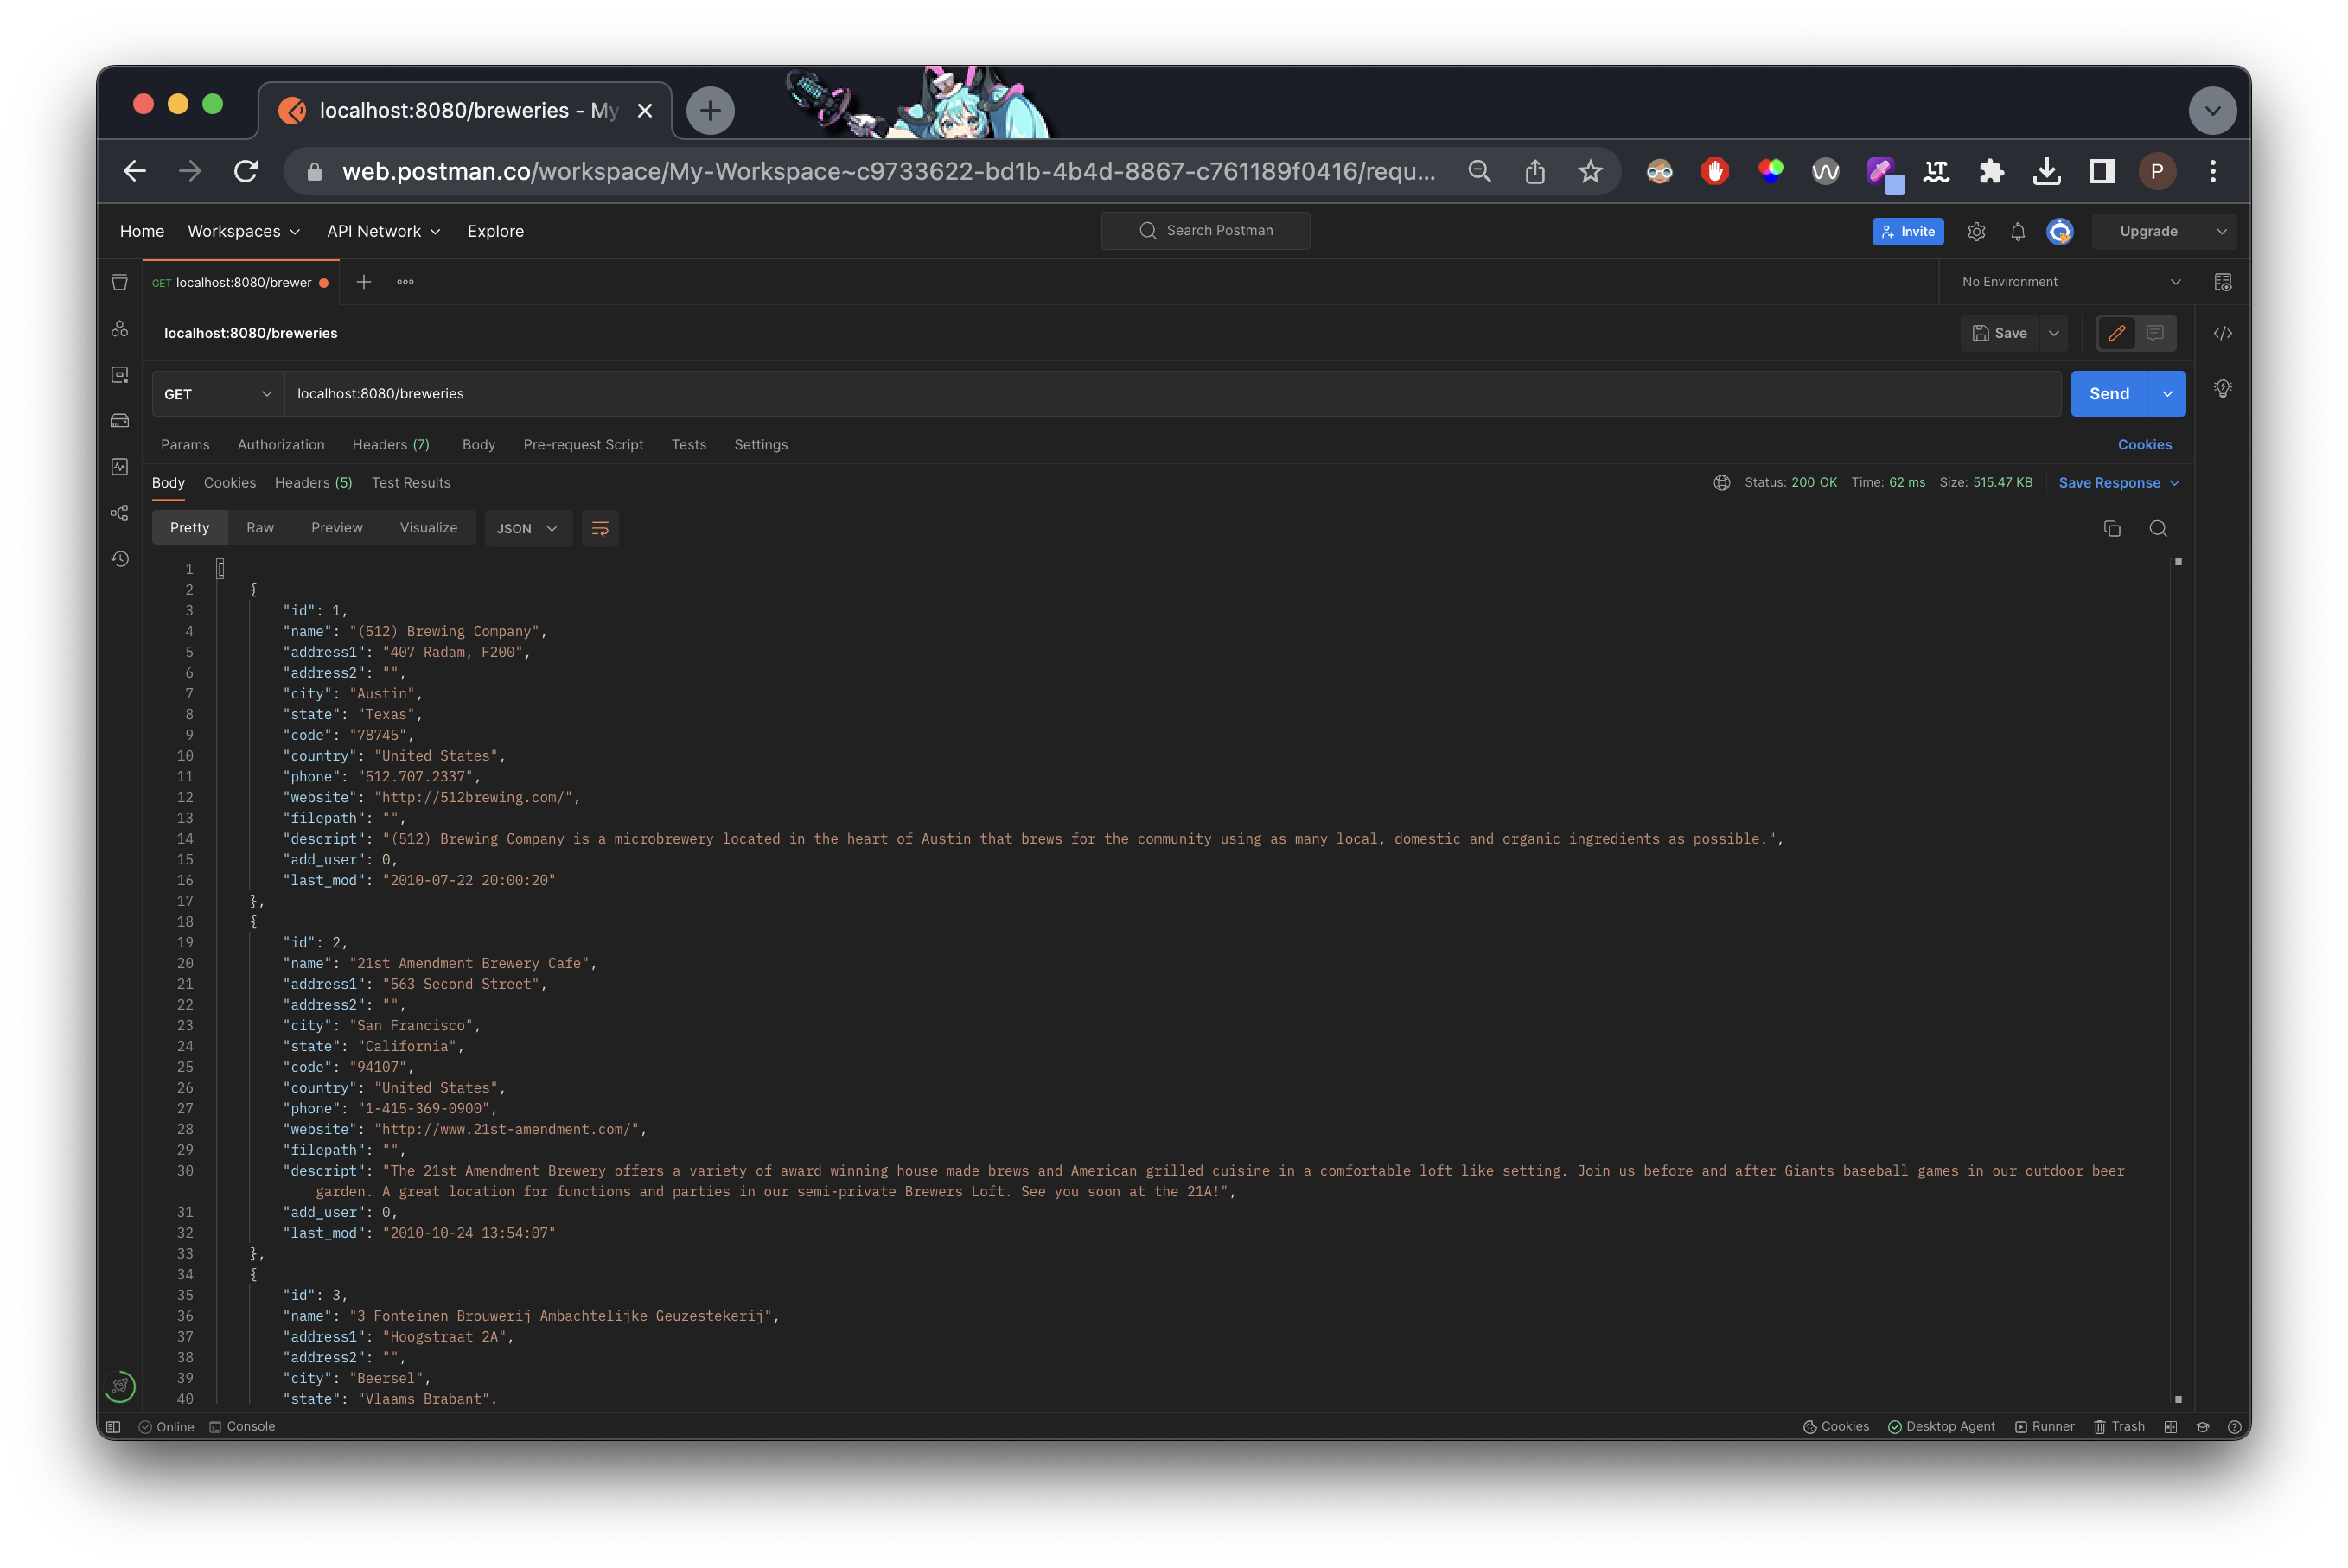 localhost:8080/breweries - My
web.postman.co/workspace/My-Workspace~c9733622-bd1b-4b4d-8867-c761189f0416/requ...
P
Home Workspaces API Network Explore
Search Postman
Invite
Upgrade
GET localhost:8080/brewer
No Environment
localhost:8080/breweries
Save
GET
localhost:8080/breweries
Send
Params Authorization Headers (7) Body Pre-request Script Tests Settings
Cookies
Body Cookies Headers (5) Test Results
Status: 200 OK Time: 62 ms Size: 515.47 KB Save Response
Pretty Raw Preview Visualize JSON
1 [
2 {
3 "id": 1,
4 "name": "(512) Brewing Company",
5 "address1": "407 Radam, F200",
6 "address2": "",
7 "city": "Austin",
8 "state": "Texas",
9 "code": "78745",
10 "country": "United States",
11 "phone": "512.707.2337",
12 "website": "http://512brewing.com/",
13 "filepath": "",
14 "descript": "(512) Brewing Company is a microbrewery located in the heart of Austin that brews for the community using as many local, domestic and organic ingredients as possible.",
15 "add_user": 0,
16 "last_mod": "2010-07-22 20:00:20"
17 },
18 {
19 "id": 2,
20 "name": "21st Amendment Brewery Cafe",
21 "address1": "563 Second Street",
22 "address2": "",
23 "city": "San Francisco",
24 "state": "California",
25 "code": "94107",
26 "country": "United States",
27 "phone": "1-415-369-0900",
28 "website": "http://www.21st-amendment.com/",
29 "filepath": "",
30 "descript": "The 21st Amendment Brewery offers a variety of award winning house made brews and American grilled cuisine in a comfortable loft like setting. Join us before and after Giants baseball games in our outdoor beer
garden. A great location for functions and parties in our semi-private Brewers Loft. See you soon at the 21A!",
31 "add_user": 0,
32 "last_mod": "2010-10-24 13:54:07"
33 },
34 {
35 "id": 3,
36 "name": "3 Fonteinen Brouwerij Ambachtelijke Geuzestekerij",
37 "address1": "Hoogstraat 2A",
38 "address2": "",
39 "city": "Beersel",
40 "state": "Vlaams Brabant",
Online Console
Cookies Desktop Agent Runner Trash